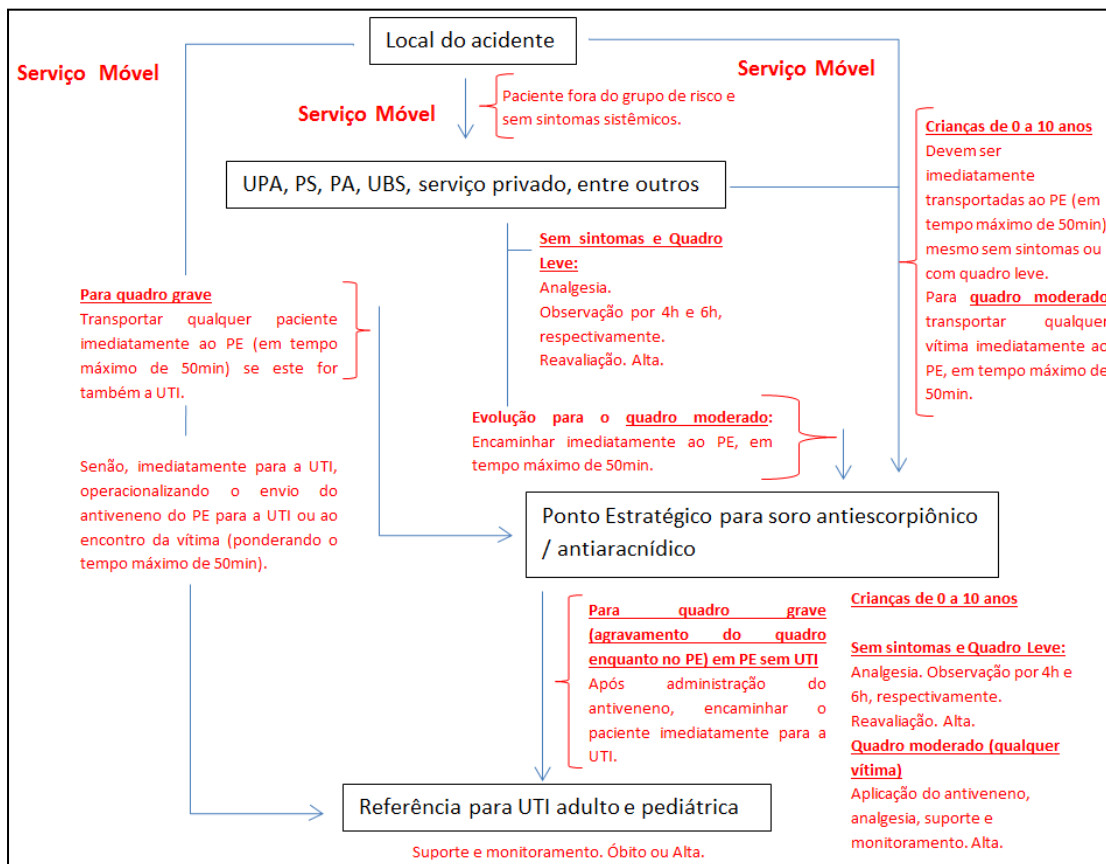 Local do acidente
Serviço Móvel
Serviço Móvel
Serviço Móvel
Paciente fora do grupo de risco e
sem sintomas sistêmicos.
UPA, PS, PA, UBS, serviço privado, entre outros
Crianças de 0 a 10 anos
Devem ser
imediatamente
transportadas ao PE (em
tempo máximo de 50min)
mesmo sem sintomas ou
com quadro leve.
Para quadro moderado
transportar qualquer
vítima imediatamente ao
PE, em tempo máximo de
50min.
Sem sintomas e Quadro
Leve:
Analgesia.
Observação por 4h e 6h,
respectivamente.
Reavaliação. Alta.
Para quadro grave
Transportar qualquer paciente
imediatamente ao PE (em tempo
máximo de 50min) se este for
também a UTI.
Evolução para o quadro moderado:
Encaminhar imediatamente ao PE, em
tempo máximo de 50min.
Senão, imediatamente para a UTI,
operacionalizando o envio do
antiveneno do PE para a UTI ou ao
encontro da vítima (ponderando o
tempo máximo de 50min).
Ponto Estratégico para soro antiescorpiônico
/ antiaracnídico
Para quadro grave
(agravamento do quadro
enquanto no PE) em PE sem UTI
Após administração do
antiveneno, encaminhar o
paciente imediatamente para a
UTI.
Crianças de 0 a 10 anos
Sem sintomas e Quadro Leve:
Analgesia. Observação por 4h e
6h, respectivamente.
Reavaliação. Alta.
Quadro moderado (qualquer
vítima)
Aplicação do antiveneno,
analgesia, suporte e
monitoramento. Alta.
Referência para UTI adulto e pediátrica
Suporte e monitoramento. Óbito ou Alta.